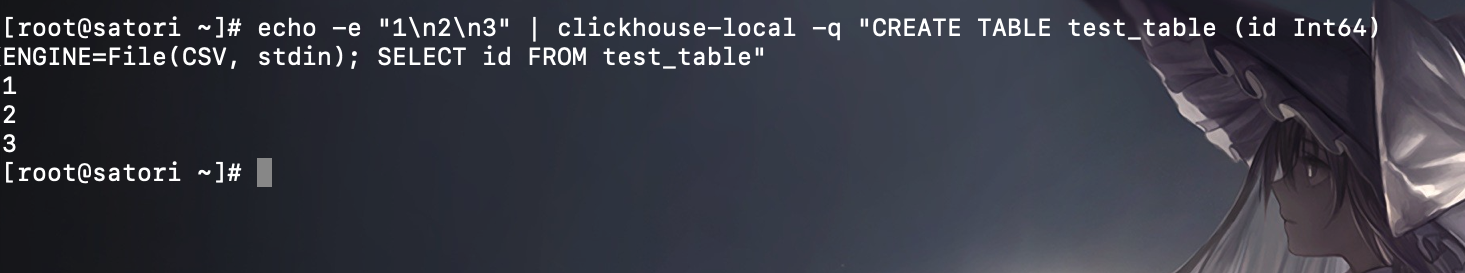 [root@satori ~]# echo -e "1\n2\n3" | clickhouse-local -q "CREATE TABLE test_table (id Int64)
ENGINE=File(CSV, stdin); SELECT id FROM test_table"
1
2
3
[root@satori ~]#